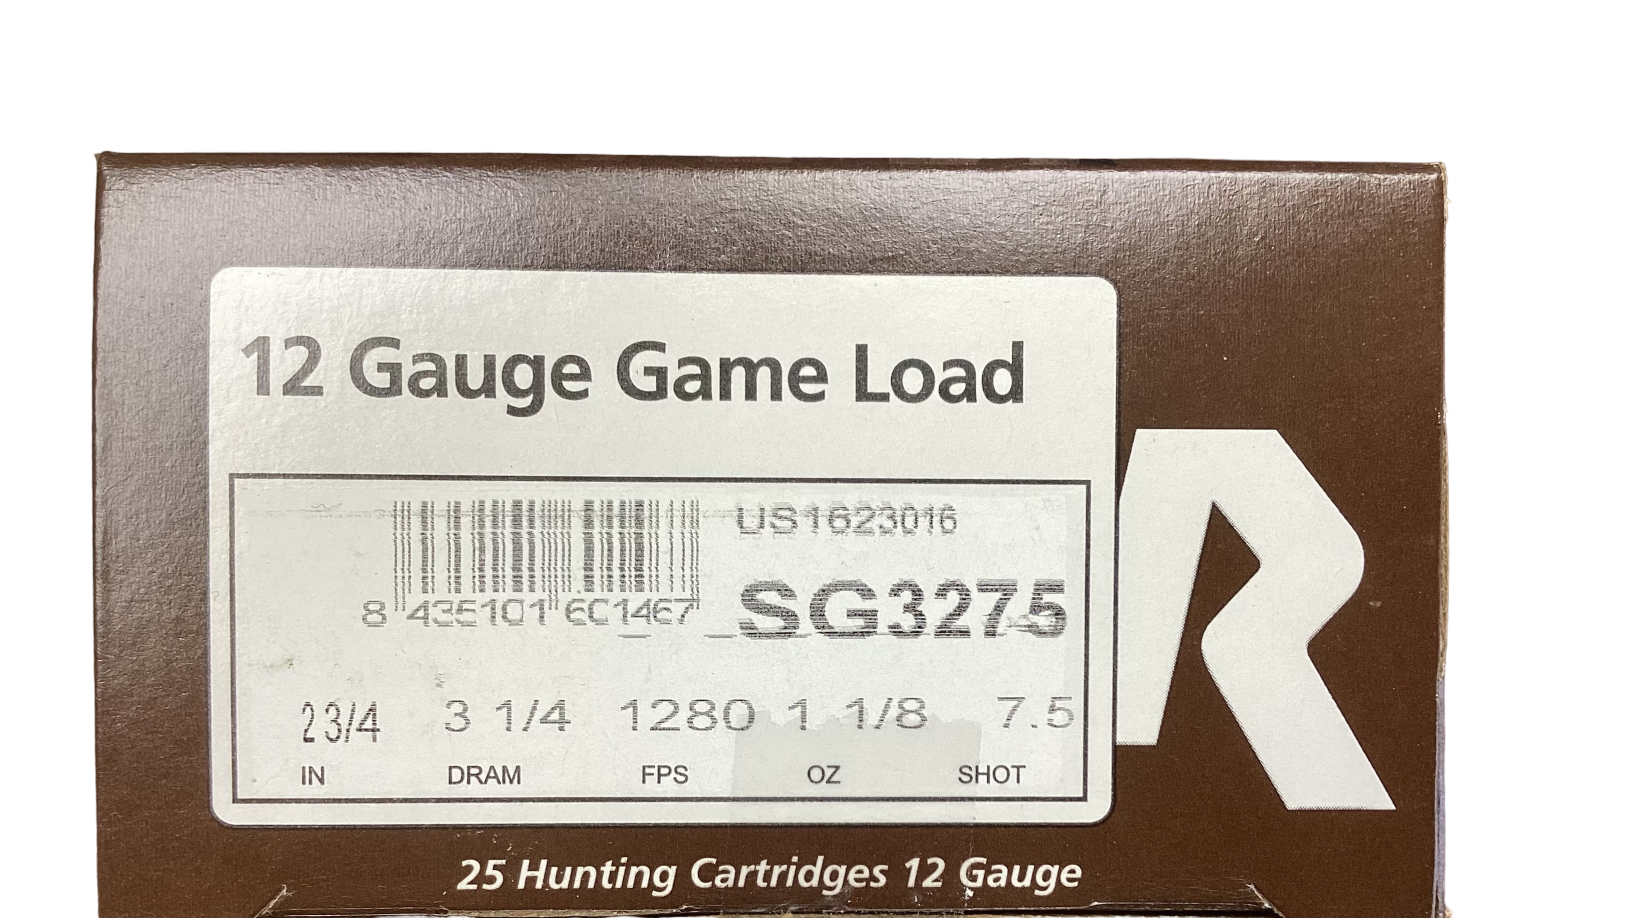 12 Gauge Game Load
US1623016
SG3275
8 435101 601467
2 3/4 3 1/4 1280 1 1/8 7.5
IN DRAM FPS OZ SHOT
R
25 Hunting Cartridges 12 Gauge